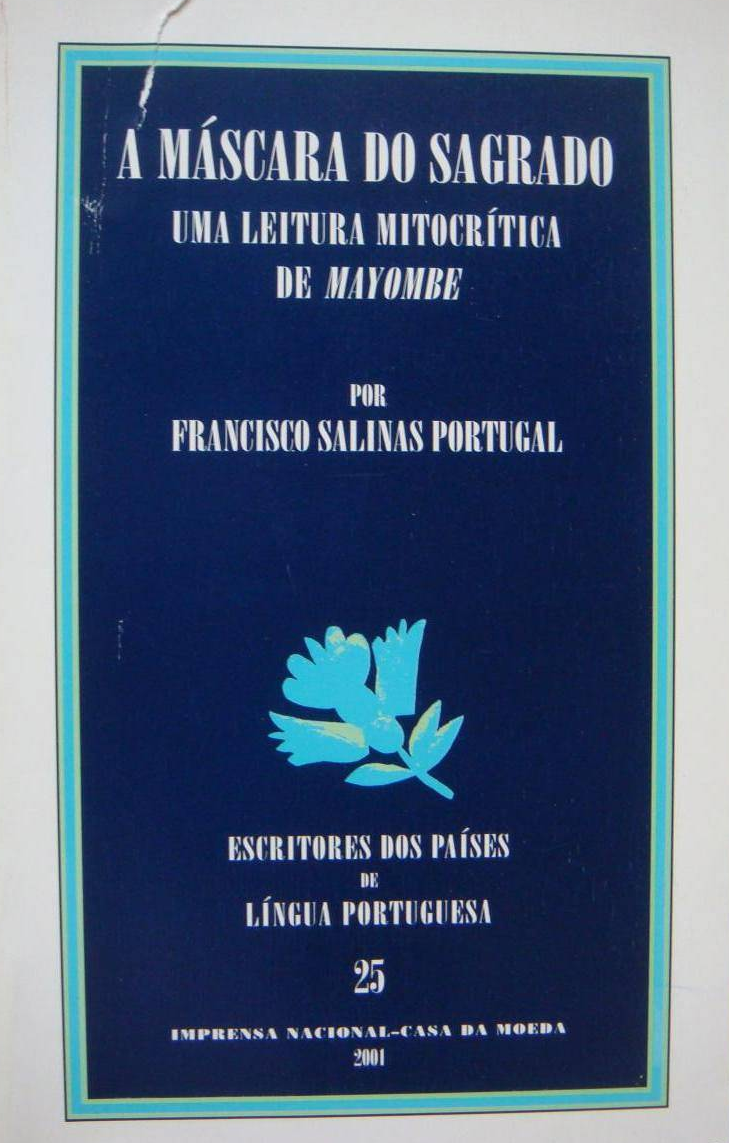 A MÁSCARA DO SAGRADO
UMA LEITURA MITOCRÍTICA
DE MAYOMBE
POR
FRANCISCO SALINAS PORTUGAL
ESCRITORES DOS PAÍSES
DE
LÍNGUA PORTUGUESA
25
IMPRENSA NACIONAL-CASA DA MOEDA
2001